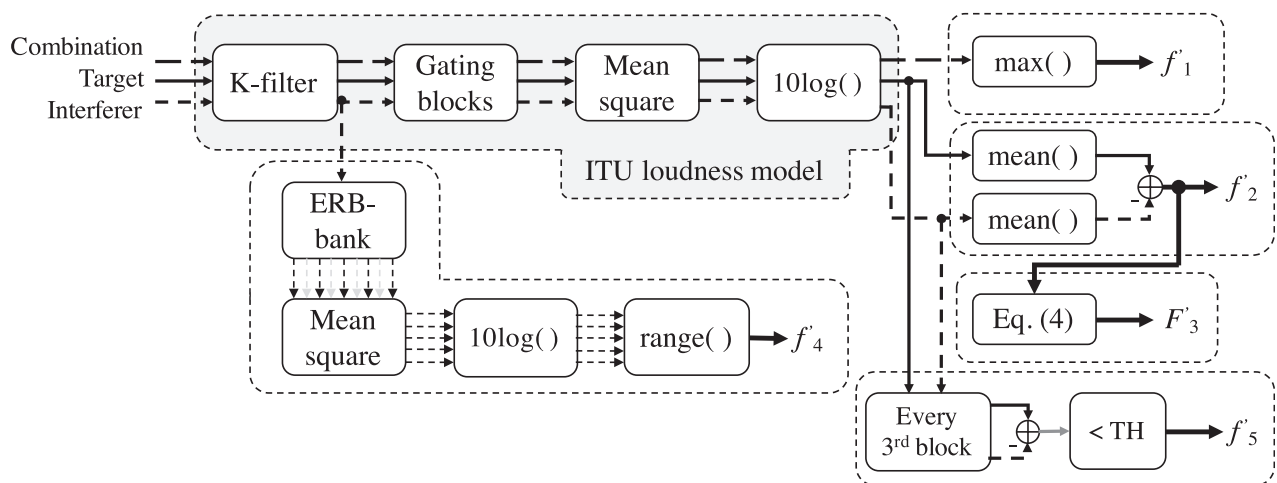 Combination
Target
Interferer
K-filter
Gating
blocks
Mean
square
10log( )
max( )
f'1
ITU loudness model
mean( )
mean( )
-
f'2
ERB-
bank
Mean
square
10log( )
range( )
f'4
Eq. (4)
F'3
Every
3rd block
-
< TH
f'5